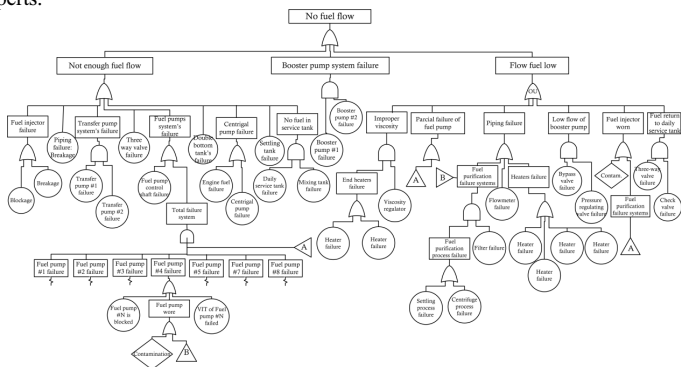 perts.
No fuel flow
Not enough fuel flow
Booster pump system failure
Flow fuel low
OU
Fuel injector
failure
Piping
failure:
Breakage
Transfer pump
system's failure
Three
way valve
failure
Fuel pumps
system's
failure
Double
bottom
tank's
failure
Centrigal
pump failure
Settling
tank
failure
No fuel in
service tank
Booster
pump #1
failure
Booster
pump #2
failure
Improper
viscosity
Parcial failure of
fuel pump
Piping failure
Low flow of
booster pump
Fuel injector
worn
Fuel return
to daily
service tank
Blockage
Breakage
Transfer
pump #1
failure
Transfer
pump #2
failure
Fuel pump
control
shaft failure
Total failure
system
Engine fuel
failure
Centrigal
pump
failure
Daily
service tank
failure
Mixing tank
failure
End heaters
failure
Viscosity
regulator
A
B
Fuel
purification
failure systems
Flowmeter
failure
Heaters failure
Bypass
valve
failure
Pressure
regulating
valve failure
Contam.
Fuel
purification
failure systems
Three-way
valve
failure
Check
valve
failure
Heater
failure
Heater
failure
Fuel
purification
process failure
Filter failure
Heater
failure
Heater
failure
Heater
failure
Heater
failure
A
A
Settling
process
failure
Centrifuge
process
failure
Fuel pump
#1 failure
Fuel pump
#2 failure
Fuel pump
#3 failure
Fuel pump
#4 failure
Fuel pump
#5 failure
Fuel pump
#7 failure
Fuel pump
#8 failure
Fuel pump
#N is
blocked
Fuel pump
wore
VIT of Fuel
pump #N
failed
Contamination
B